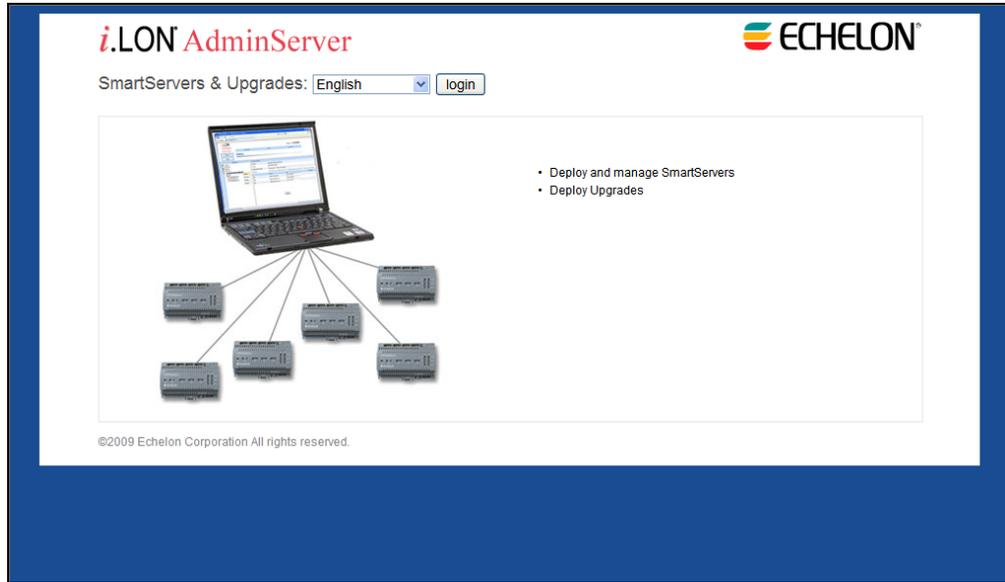 i.LON AdminServer
ECHELON
SmartServers & Upgrades: English login
• Deploy and manage SmartServers
• Deploy Upgrades
©2009 Echelon Corporation All rights reserved.